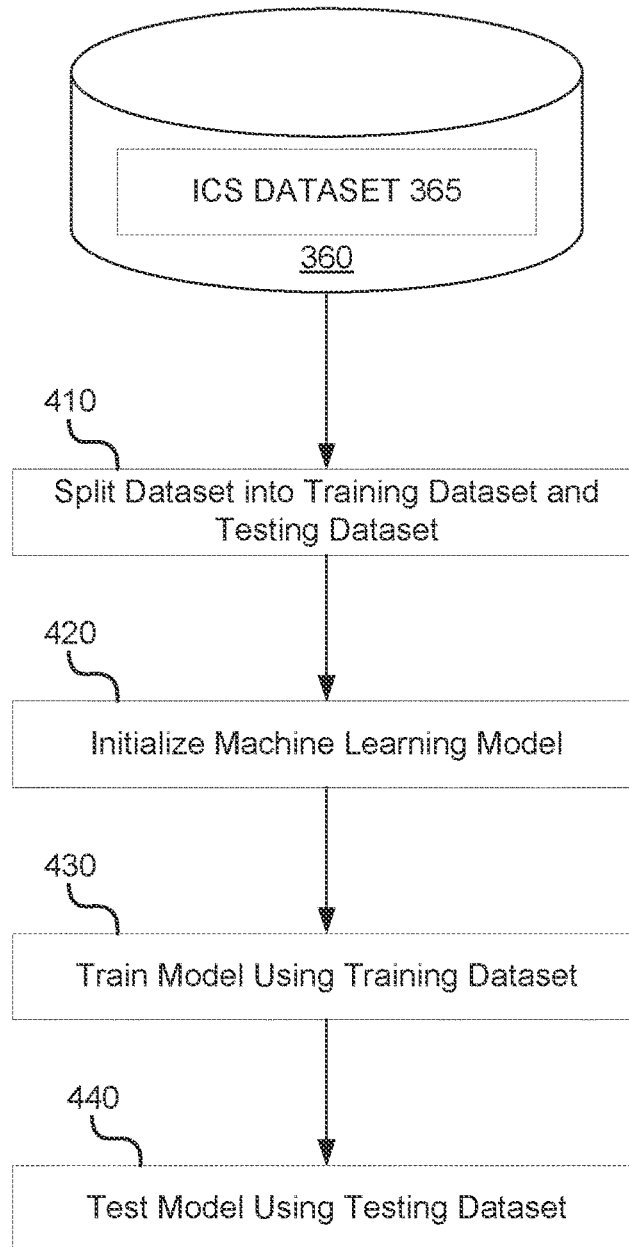 ICS DATASET 365
360
410
Split Dataset into Training Dataset and
Testing Dataset
420
Initialize Machine Learning Model
430
Train Model Using Training Dataset
440
Test Model Using Testing Dataset